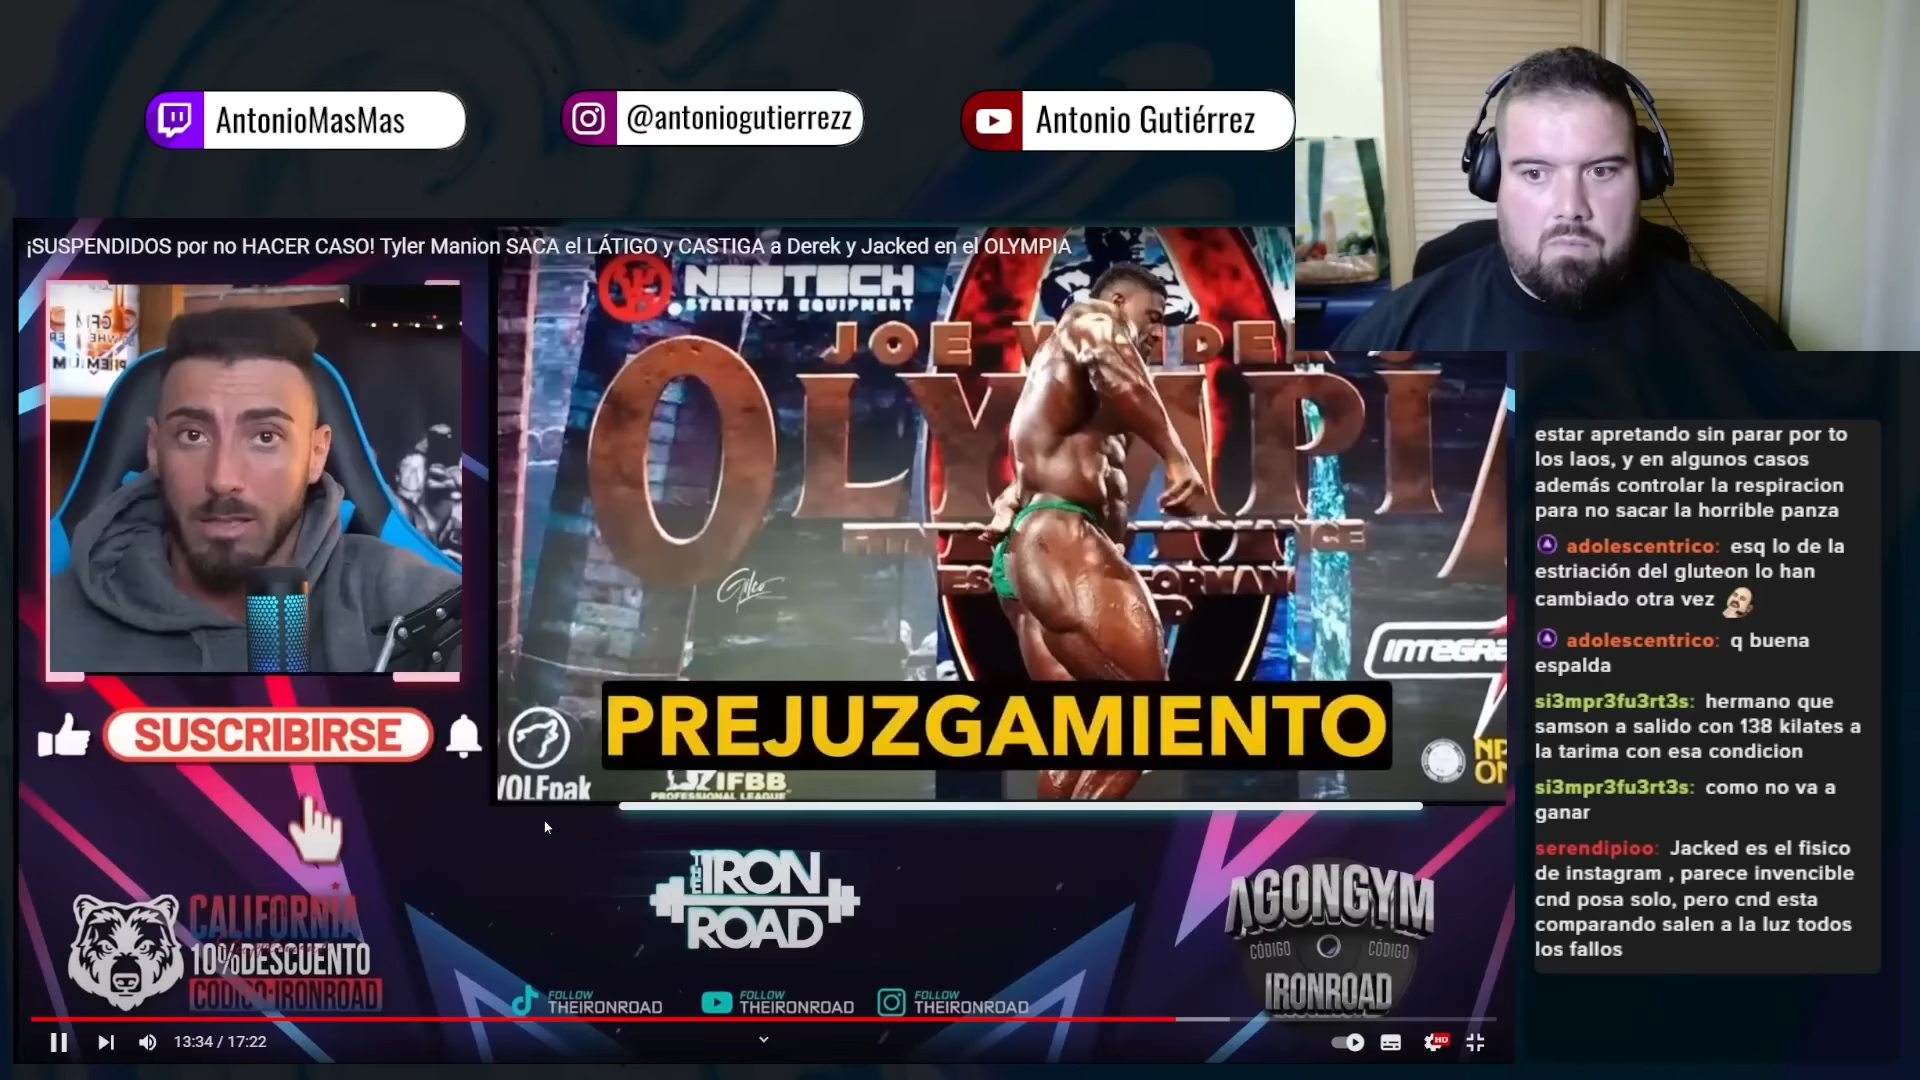 AntonioMasMas
@antoniogutierrezz
Antonio Gutiérrez
¡SUSPENDIDOS por no HACER CASO! Tyler Manion SACA el LÁTIGO y CASTIGA a Derek y Jacked en el OLYMPIA
NEOTECH
STRENGTH EQUIPMENT
JOE
OLYMPI
INTEGRA
PREJUZGAMIENTO
SUSCRIBIRSE
WOLFpak
IFBB
PROFESSIONAL LEAGUE
THE IRON
ROAD
CALIFORNIA
10%DESCUENTO
CODIGO:IRONROAD
AGONGYM
CÓDIGO
CÓDIGO
IRONROAD
FOLLOW
THEIRONROAD
FOLLOW
THEIRONROAD
FOLLOW
THEIRONROAD
13:34 / 17:22
HD
estar apretando sin parar por to
los laos, y en algunos casos
además controlar la respiracion
para no sacar la horrible panza
adolescentrico: esq lo de la
estriación del gluteon lo han
cambiado otra vez
adolescentrico: q buena
espalda
si3mpr3fu3rt3s: hermano que
samson a salido con 138 kilates a
la tarima con esa condicion
si3mpr3fu3rt3s: como no va a
ganar
serendipioo: Jacked es el fisico
de instagram , parece invencible
cnd posa solo, pero cnd esta
comparando salen a la luz todos
los fallos